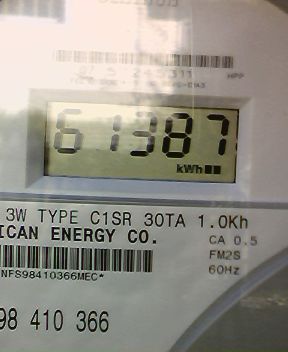 61387
kWh
3W TYPE C1SR 30TA 1.0Kh
ICAN ENERGY CO.
CA 0.5
FM2S
60Hz
NFS98410366MEC*
98 410 366